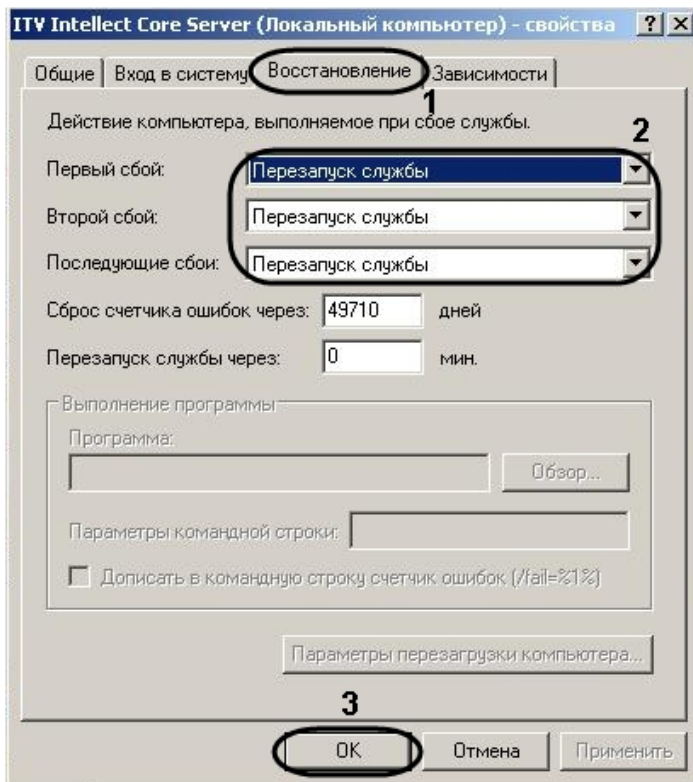 ITV Intellect Core Server (Локальный компьютер) - свойства ? X
Общие Вход в систему Восстановление Зависимости
1
Действие компьютера, выполняемое при сбое службы.
2
Первый сбой: Перезапуск службы
Второй сбой: Перезапуск службы
Последующие сбои: Перезапуск службы
Сброс счетчика ошибок через: 49710 дней
Перезапуск службы через: 0 мин.
Выполнение программы
Программа:
Обзор...
Параметры командной строки:
Дописать в командную строку счетчик ошибок (/fail=%1%)
Параметры перезагрузки компьютера...
3
OK Отмена Применить